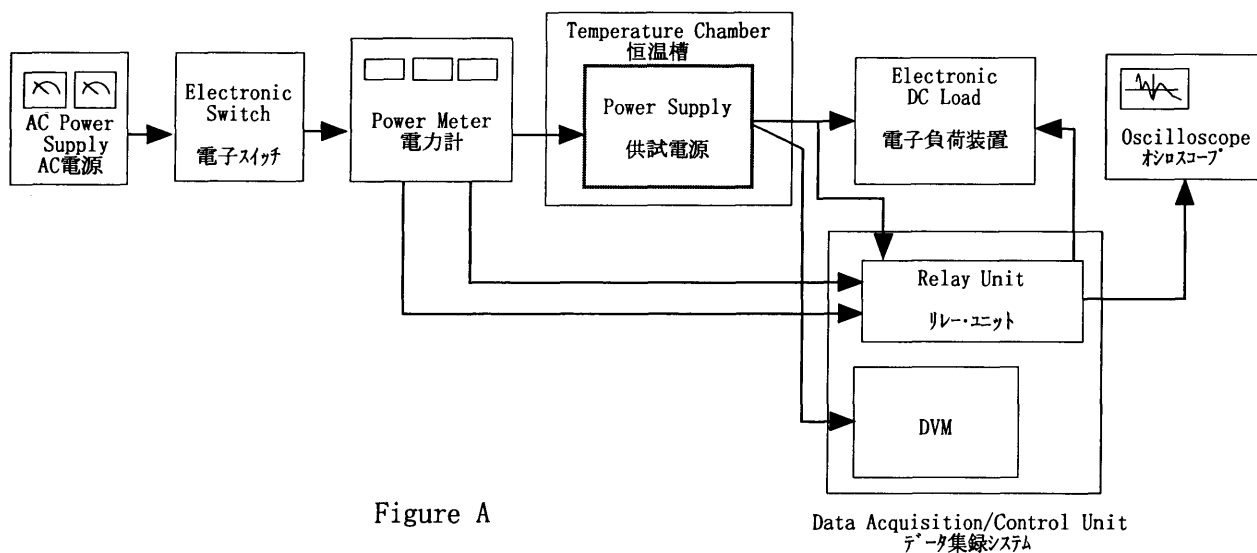 AC Power
Supply
AC電源
Electronic
Switch
電子スイッチ
Power Meter
電力計
Temperature Chamber
恒温槽
Power Supply
供試電源
Electronic
DC Load
電子負荷装置
Oscilloscope
オシロスコープ
Relay Unit
リレー・ユニット
DVM
Data Acquisition/Control Unit
データ集録システム
Figure A